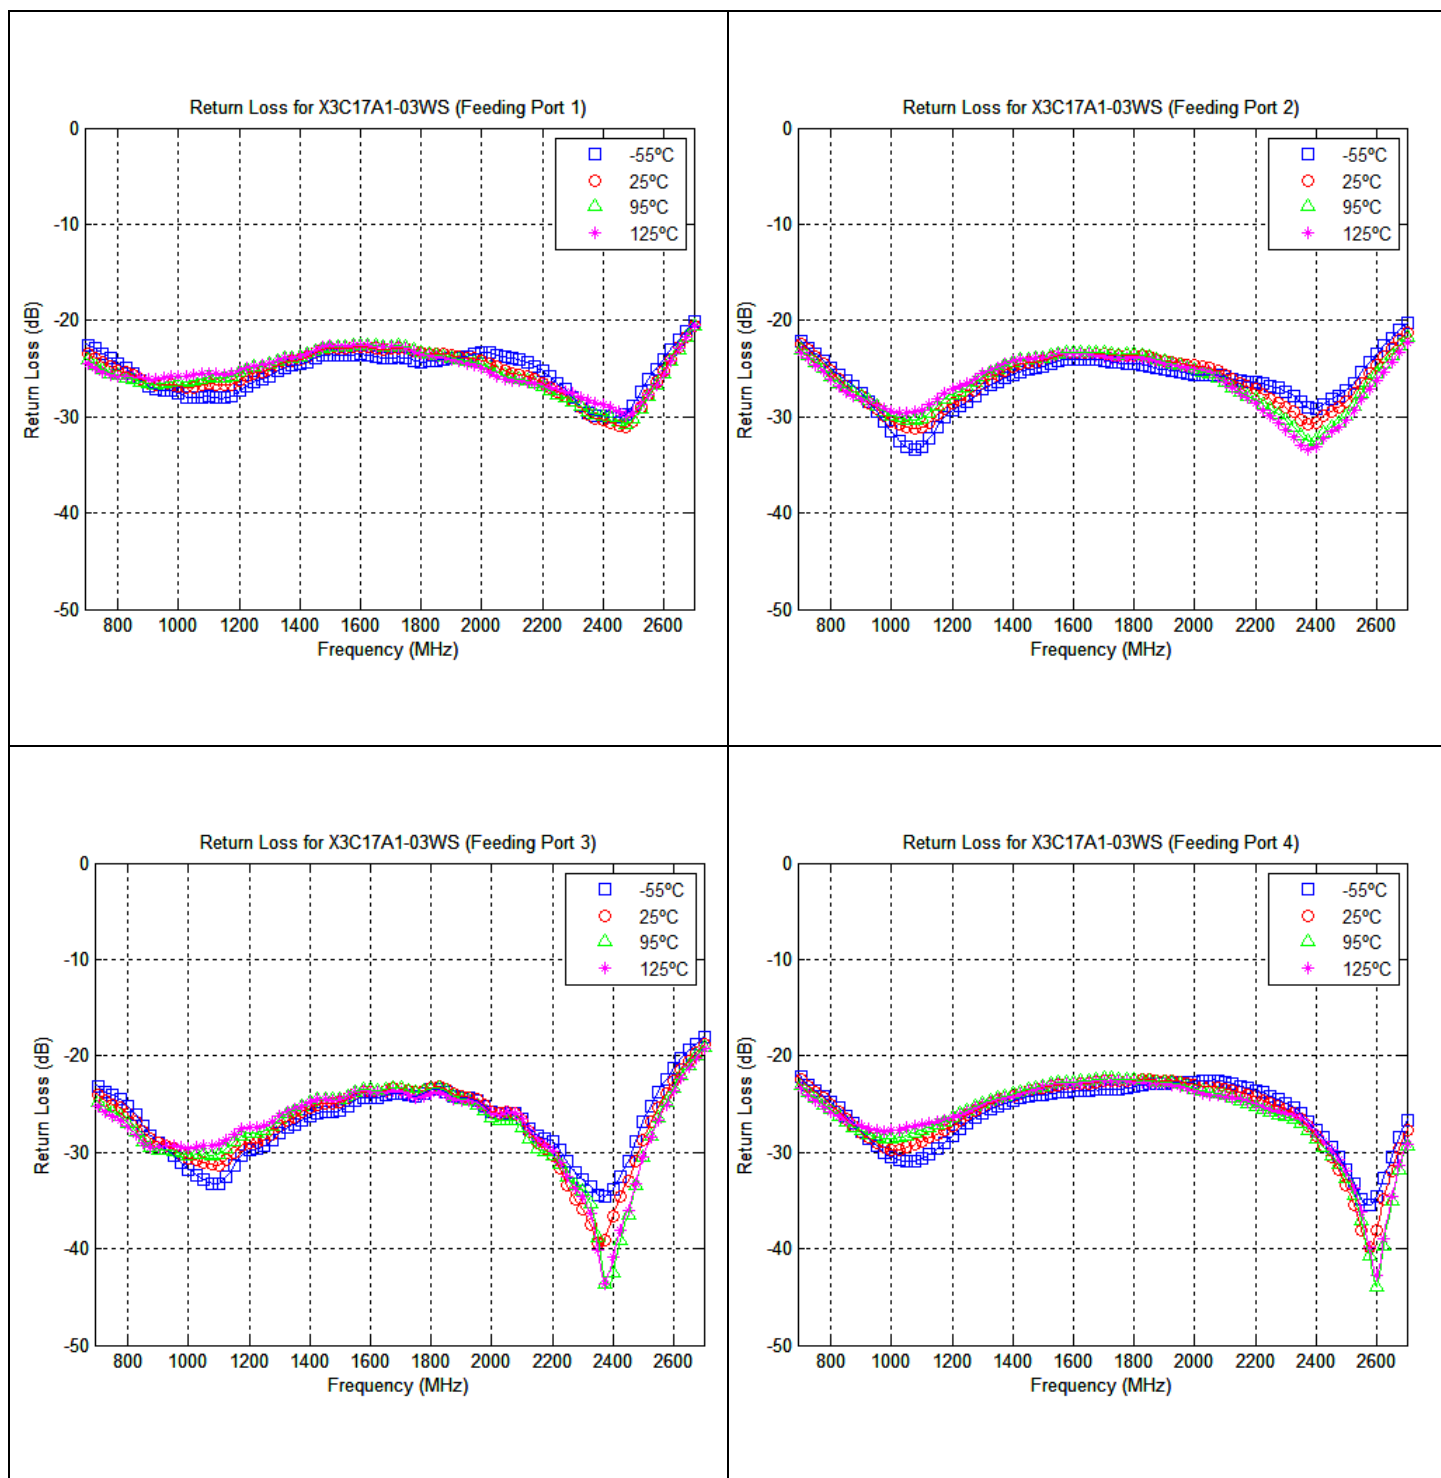 Return Loss for X3C17A1-03WS (Feeding Port 1)
Return Loss (dB)
0
-10
-20
-30
-40
-50
-55ºC
25ºC
95ºC
125ºC
800 1000 1200 1400 1600 1800 2000 2200 2400 2600
Frequency (MHz)
Return Loss for X3C17A1-03WS (Feeding Port 2)
Return Loss (dB)
0
-10
-20
-30
-40
-50
-55ºC
25ºC
95ºC
125ºC
800 1000 1200 1400 1600 1800 2000 2200 2400 2600
Frequency (MHz)
Return Loss for X3C17A1-03WS (Feeding Port 3)
Return Loss (dB)
0
-10
-20
-30
-40
-50
-55ºC
25ºC
95ºC
125ºC
800 1000 1200 1400 1600 1800 2000 2200 2400 2600
Frequency (MHz)
Return Loss for X3C17A1-03WS (Feeding Port 4)
Return Loss (dB)
0
-10
-20
-30
-40
-50
-55ºC
25ºC
95ºC
125ºC
800 1000 1200 1400 1600 1800 2000 2200 2400 2600
Frequency (MHz)